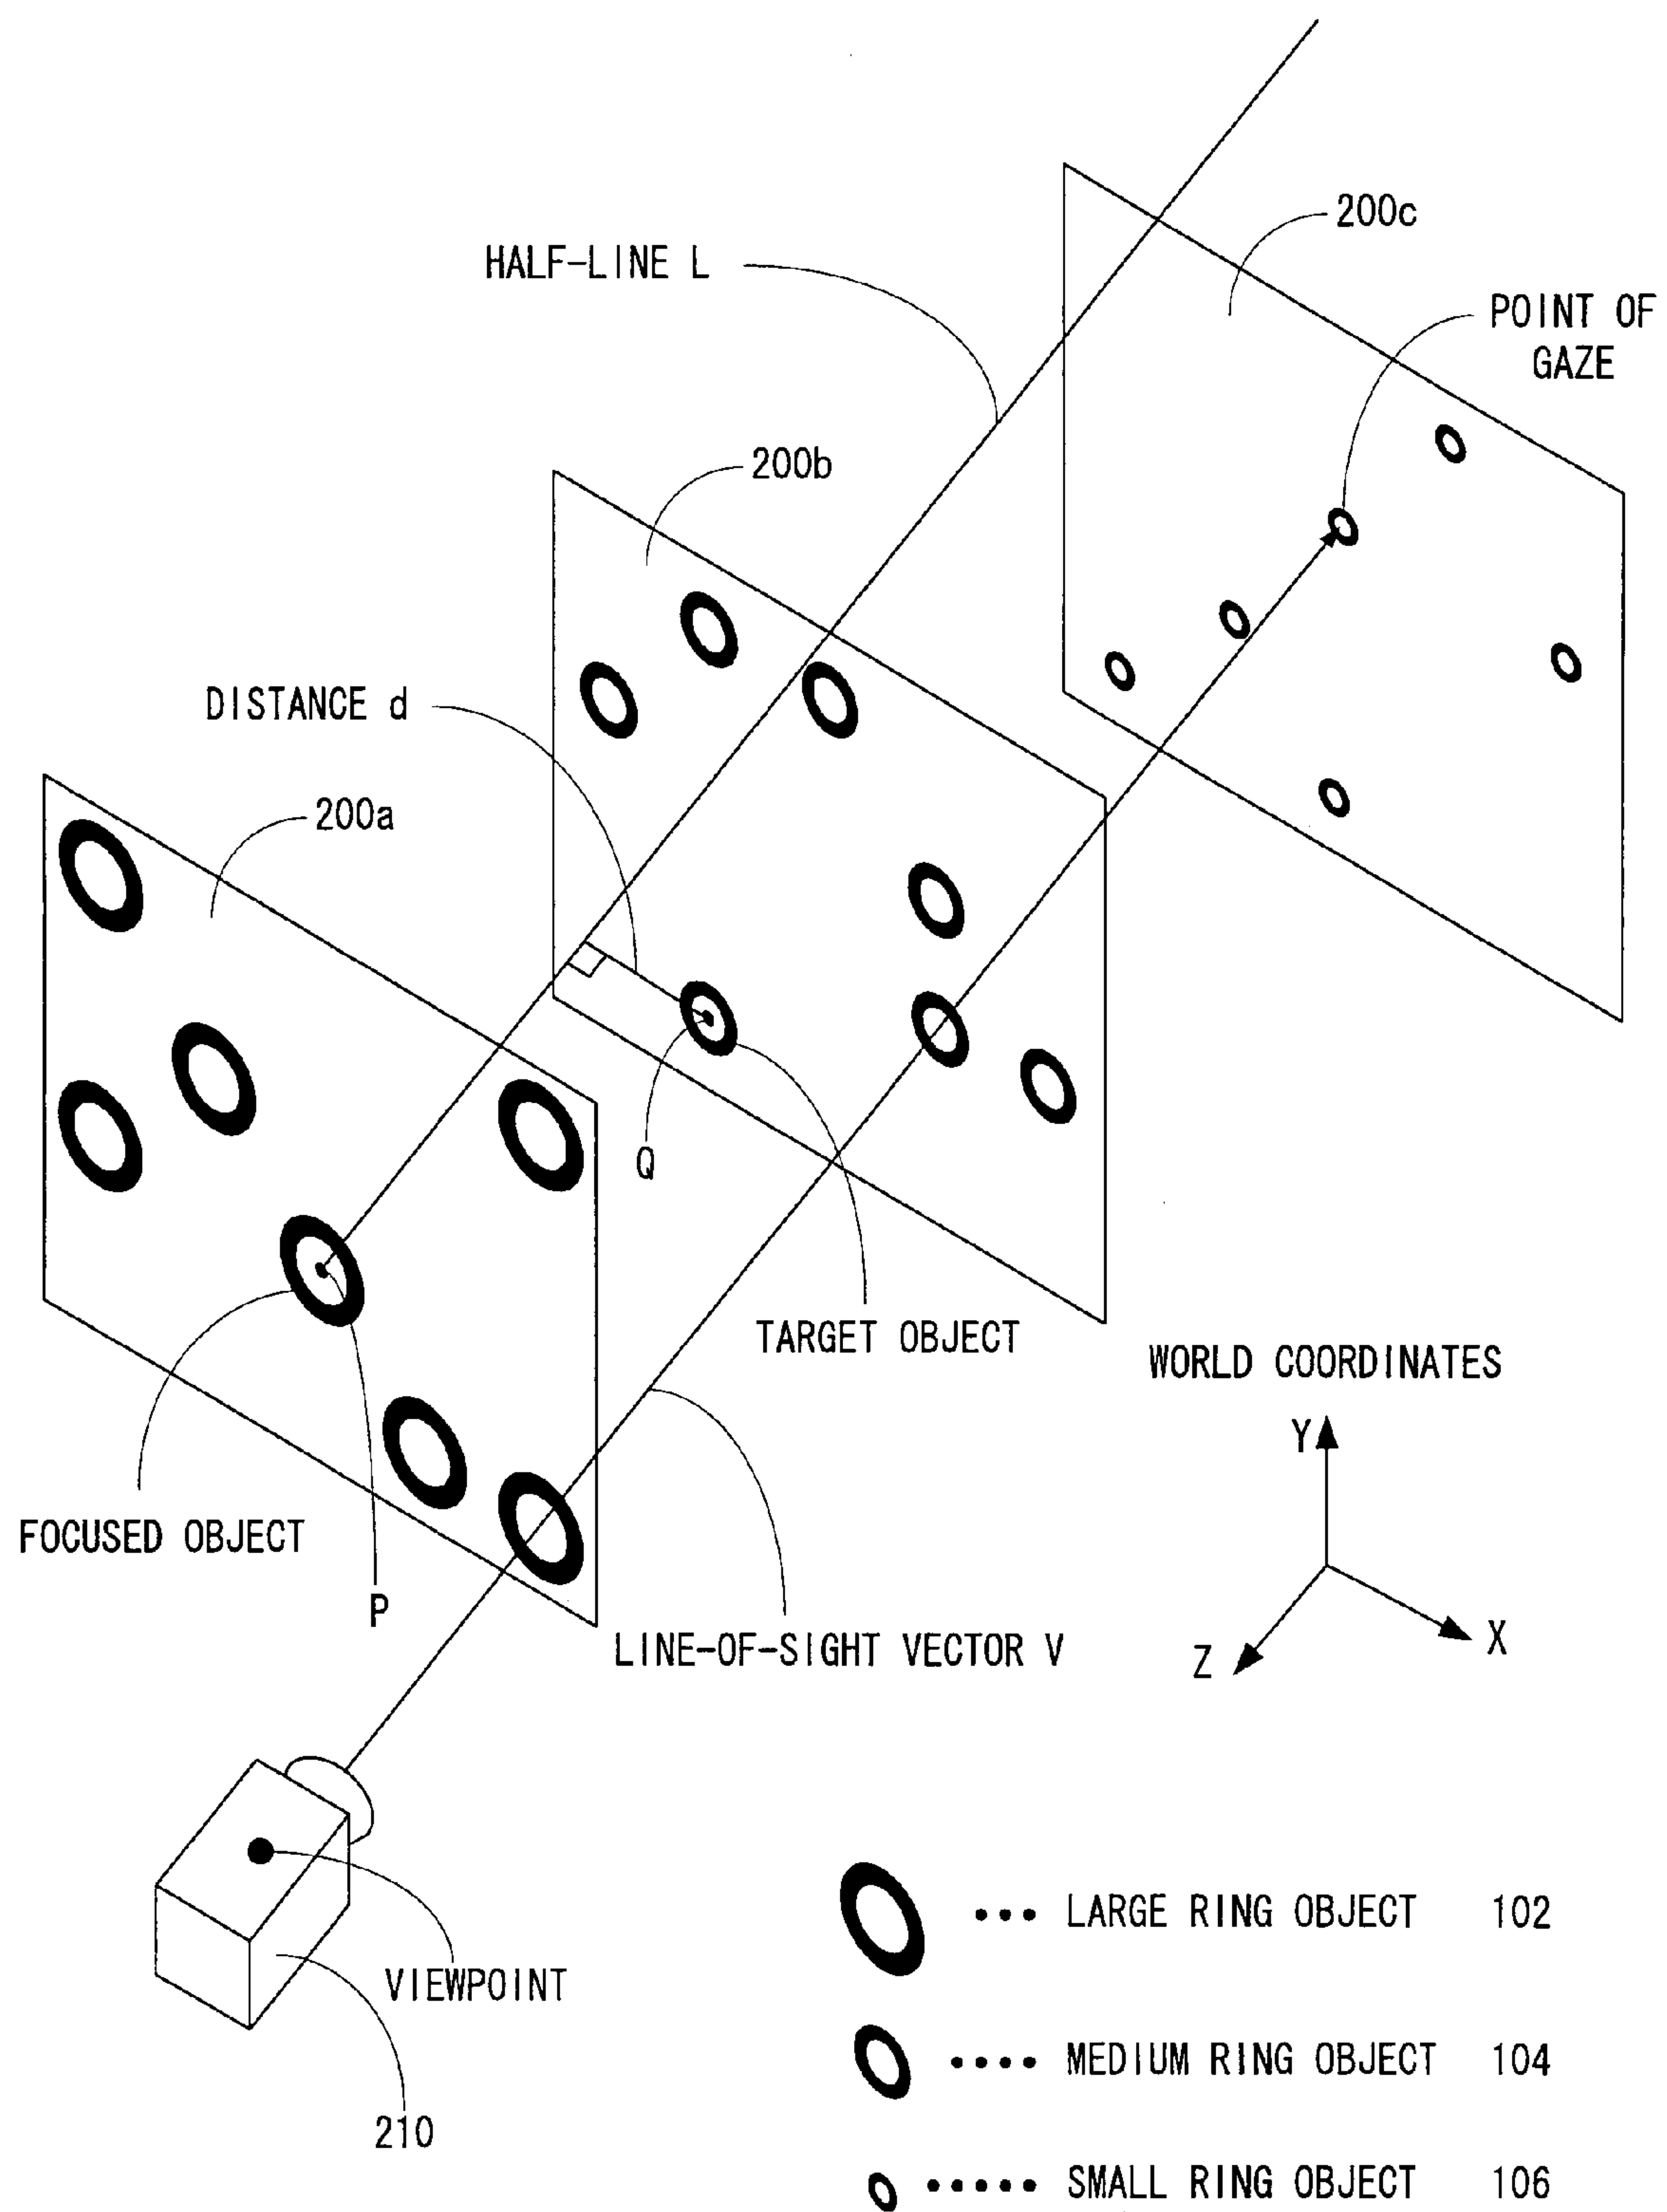 200c
HALF-LINE L
POINT OF
GAZE
200b
DISTANCE d
200a
Q
TARGET OBJECT
WORLD COORDINATES
Y
FOCUSED OBJECT
P
LINE-OF-SIGHT VECTOR V
Z
X
••• LARGE RING OBJECT 102
VIEWPOINT
•••• MEDIUM RING OBJECT 104
210
••••• SMALL RING OBJECT 106